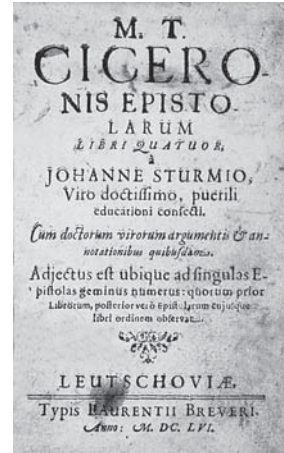 M. T.
CICERO-
NIS EPISTO-
LARUM
LIBRI QUATUOR,
à
JOHANNE STURMIO,
Viro doctissimo, puerili
educationi confecti.
Cum doctorum virorum argumentis & an-
notationibus quibusdam.
Adjectus est ubique ad singulas E-
pistolas geminus numerus: quorum prior
Librorum, posterior verò Epistolarum cujusque
libri ordinem observat.
LEUTSCHOVIÆ,
Typis LAURENTII BREVERI.
Anno: M. DC. LVI.